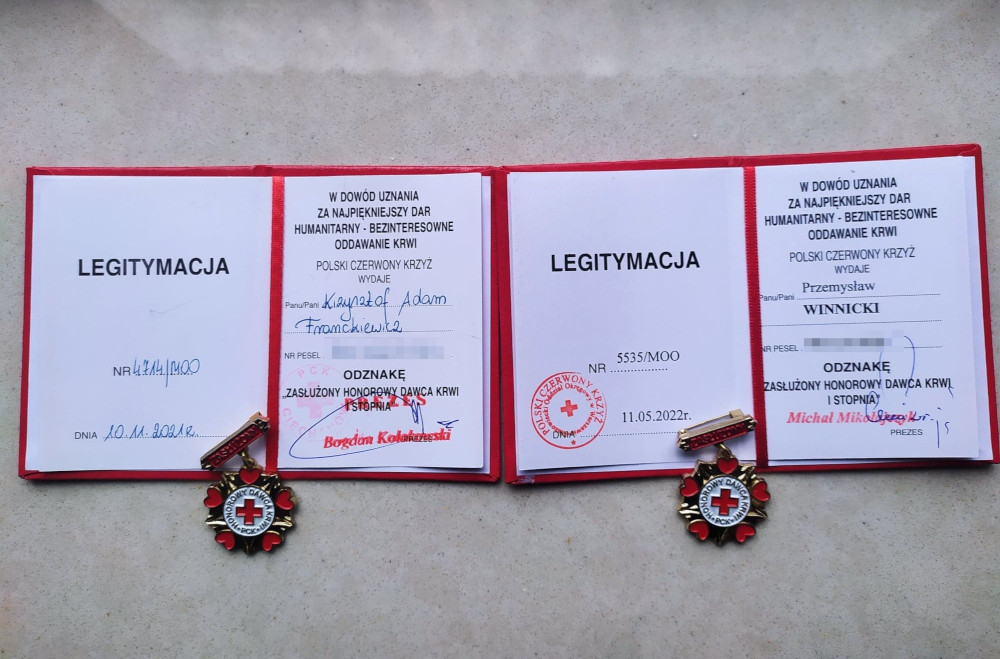 LEGITYMACJA
NR 4714/MOO
DNIA 10.11.2021r.
W DOWÓD UZNANIA
ZA NAJPIĘKNIEJSZY DAR
HUMANITARNY - BEZINTERESOWNE
ODDAWANIE KRWI
POLSKI CZERWONY KRZYŻ
WYDAJE
Panu/Pani Krzysztof Adam
Franckiewicz
NR PESEL
ODZNAKĘ
"ZASŁUŻONY HONOROWY DAWCA KRWI
I STOPNIA"
PREZES
Bogdan
PREZES
LEGITYMACJA
NR 5535/MOO
POLSKI CZERWONY KRZYŻ
11.05.2022r.
DNIA
W DOWÓD UZNANIA
ZA NAJPIĘKNIEJSZY DAR
HUMANITARNY - BEZINTERESOWNE
ODDAWANIE KRWI
POLSKI CZERWONY KRZYŻ
WYDAJE
Przemysław
Panu/Pani
WINNICKI
NR PESEL
ODZNAKĘ
"ZASŁUŻONY HONOROWY DAWCA KRWI
I STOPNIA"
Michał Mikołajczyk
PREZES
HONOROWY DAWCA KRWI
PCK
HONOROWY DAWCA KRWI
PCK